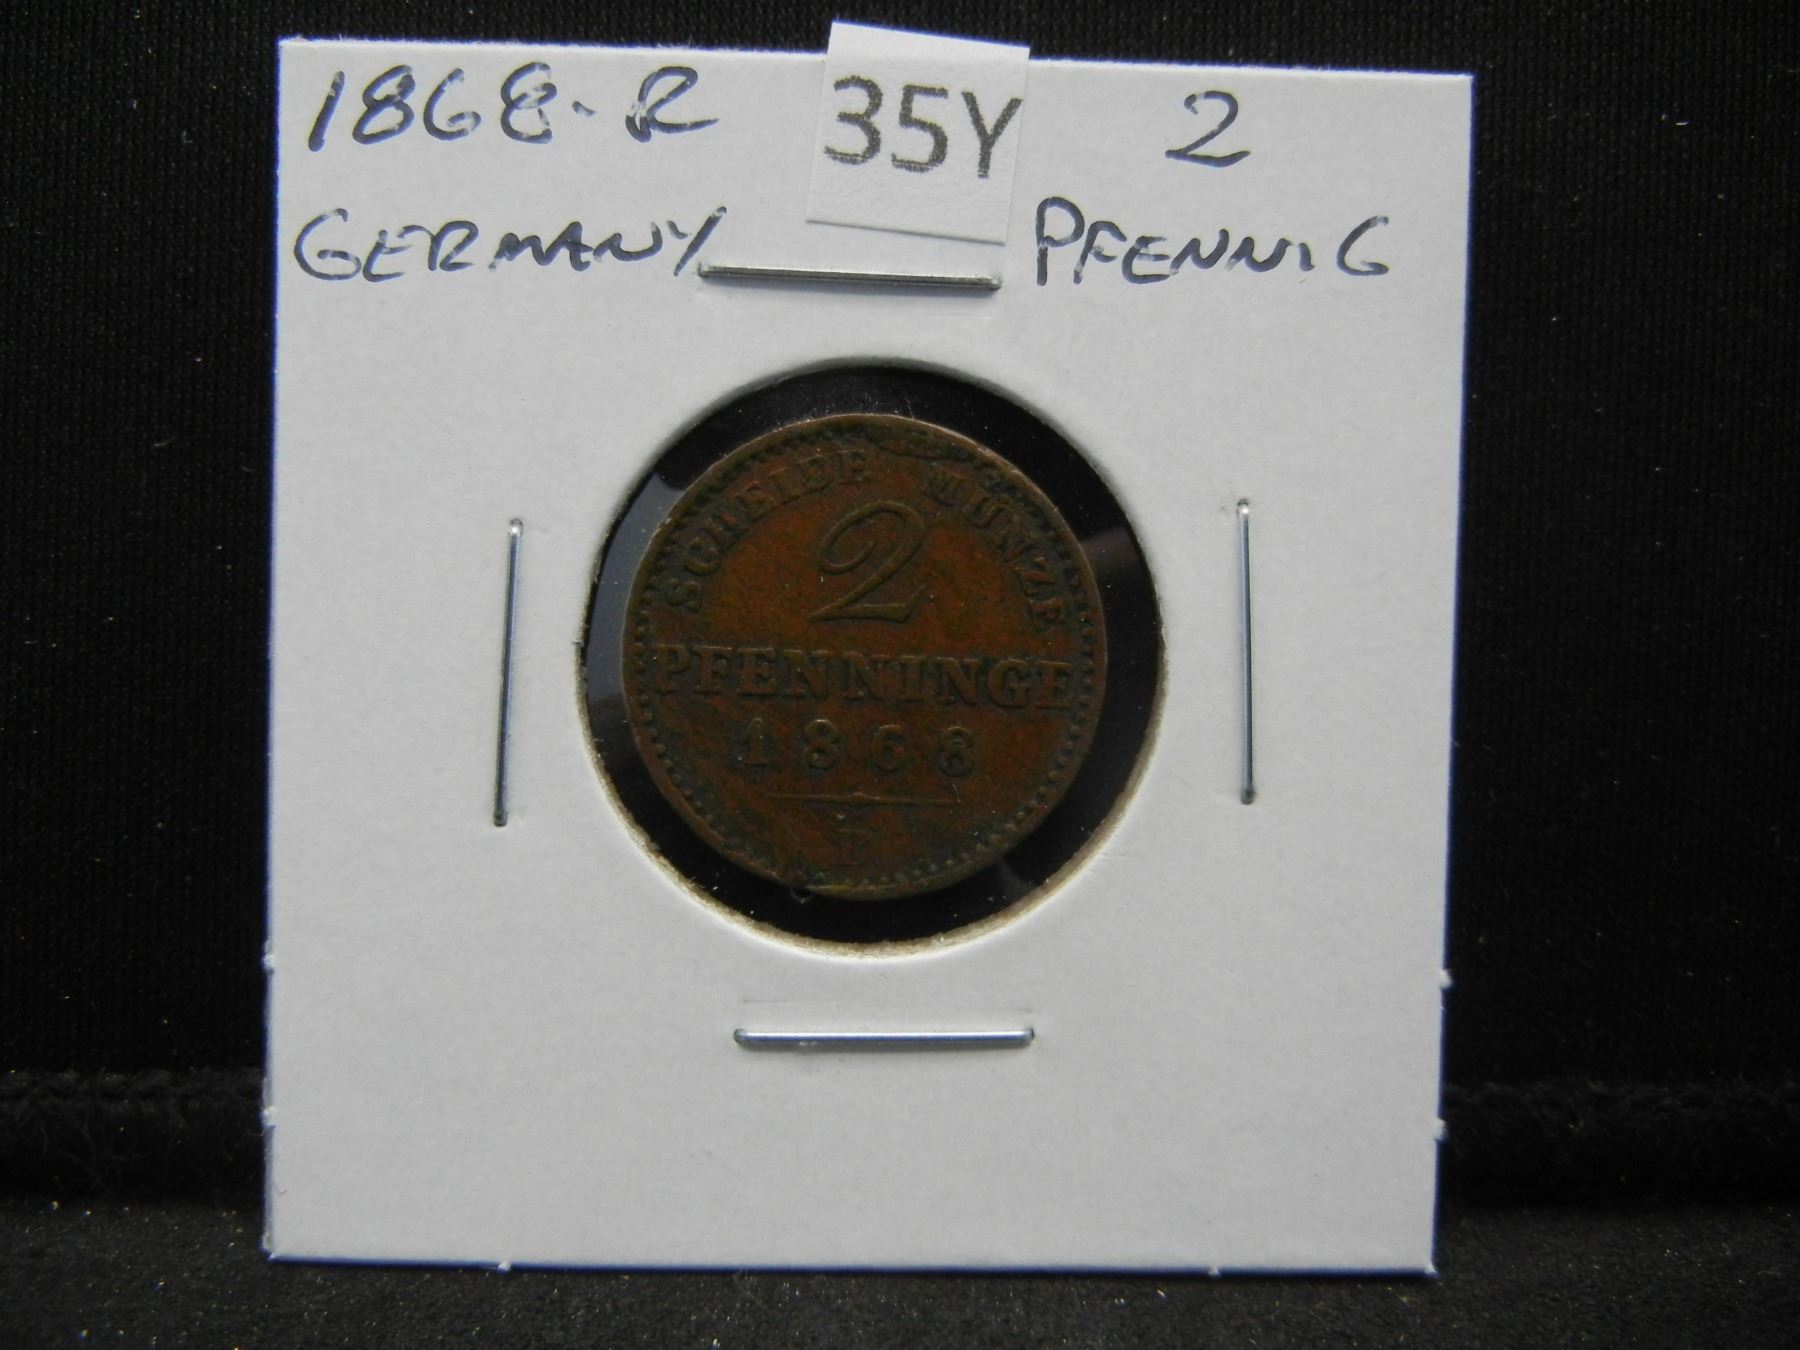 1868-R 35Y 2
GERMANY PFENNIG
SCHEIDE MÜNZE
2
PFENNINGE
1868